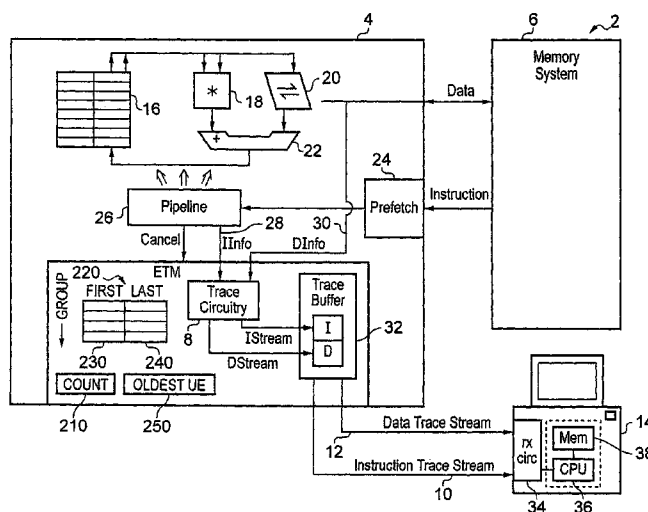 4
6
2
Memory
System
16
*
18
20
+
22
Data
24
Prefetch
Instruction
Pipeline
26
28
30
Cancel
IInfo
DInfo
ETM
220
FIRST LAST
GROUP
230
240
Trace
Circuitry
8
IStream
DStream
Trace
Buffer
I
D
32
COUNT
OLDEST UE
210
250
Data Trace Stream
12
Instruction Trace Stream
10
14
rx
circ
Mem
CPU
38
34
36